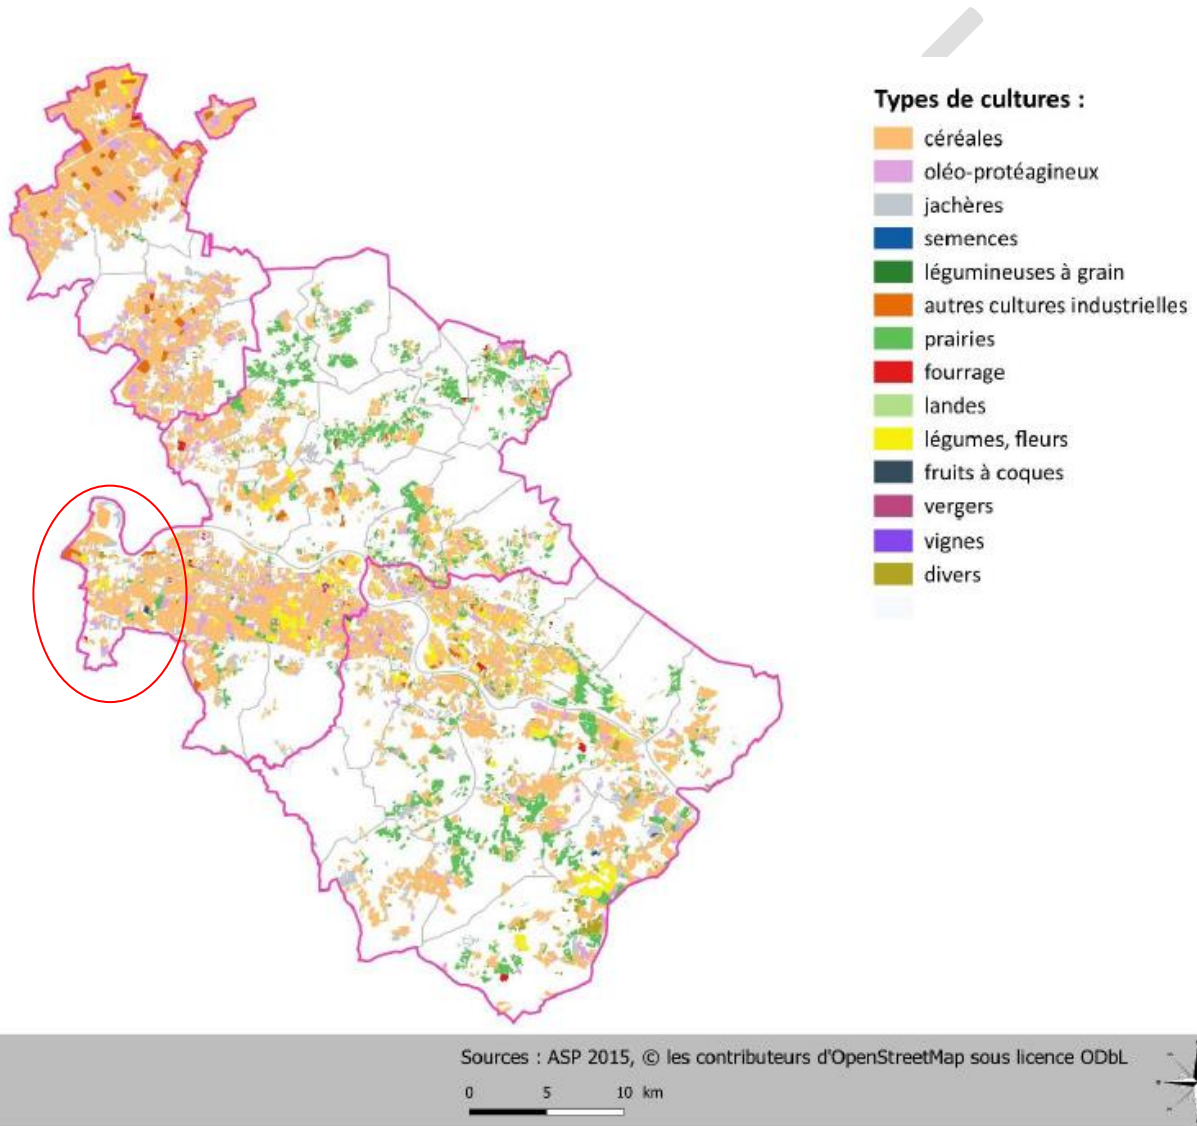 Types de cultures :
céréales
oléo-protéagineux
jachères
semences
légumineuses à grain
autres cultures industrielles
prairies
fourrage
landes
légumes, fleurs
fruits à coques
vergers
vignes
divers
Sources : ASP 2015, © les contributeurs d'OpenStreetMap sous licence ODbL
0 5 10 km